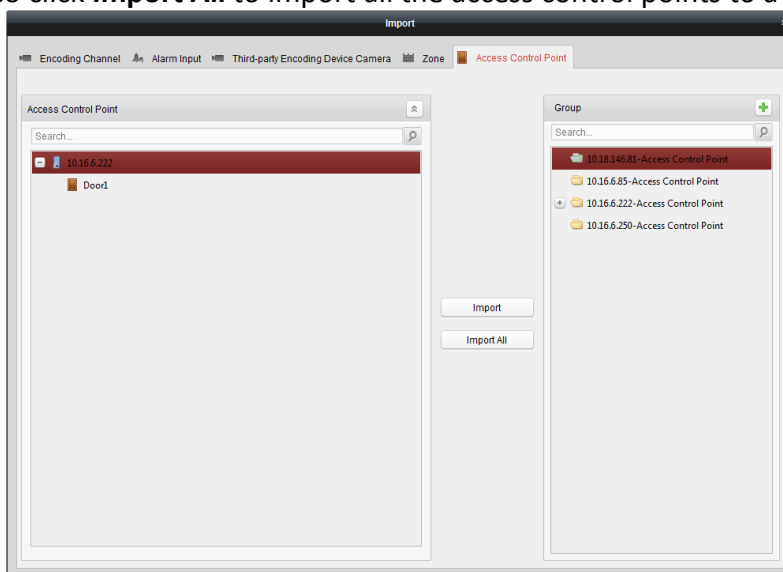 click Import All to import all the access control points to a
Import
Encoding Channel Alarm Input Third-party Encoding Device Camera Zone Access Control Point
Access Control Point
Search...
10.16.6.222
Door1
Import
Import All
Group
Search...
10.18.146.81-Access Control Point
10.16.6.85-Access Control Point
10.16.6.222-Access Control Point
10.16.6.250-Access Control Point